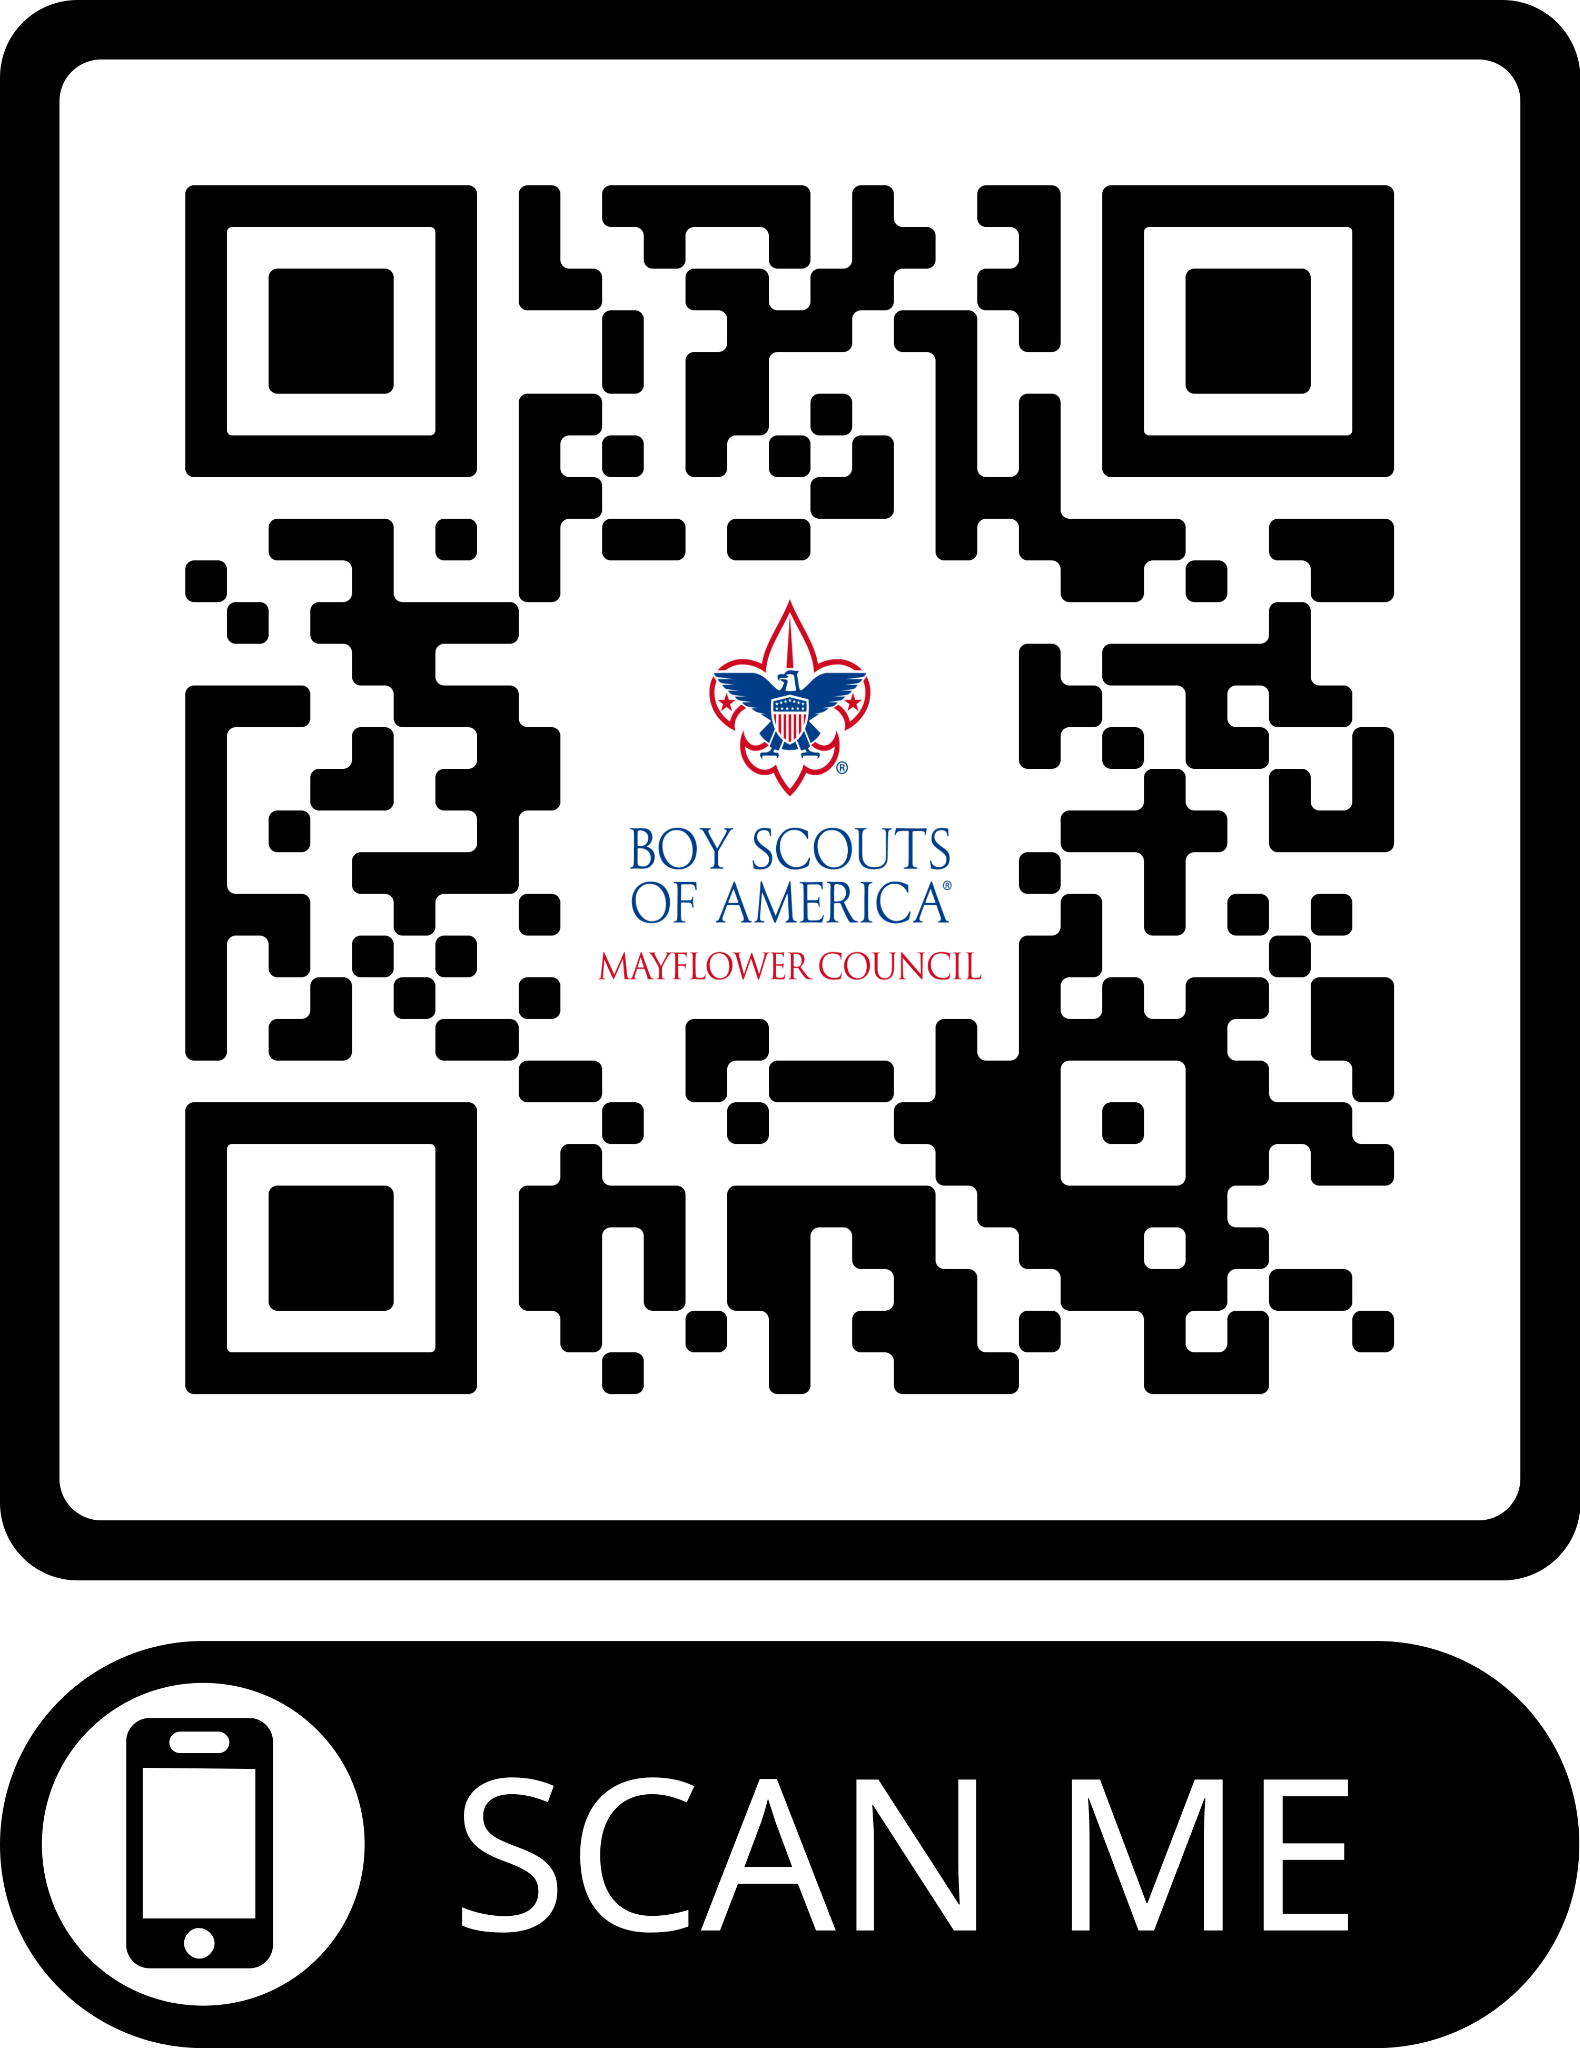 ®
BOY SCOUTS
OF AMERICA®
MAYFLOWER COUNCIL
SCAN ME